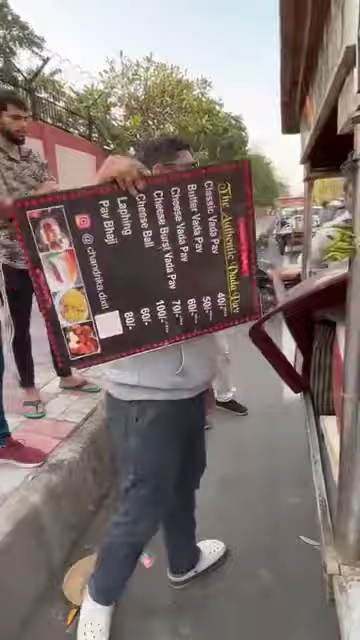 The Authentic Vada Pav
Classic Vada Pav 40/-
Butter Vada Pav 50/-
Cheese Vada Pav 60/-
Cheese Burst Vada Pav 70/-
Cheese Ball 100/-
Laphing 60/-
Pav Bhoji 80/-
@chandrika.dixit